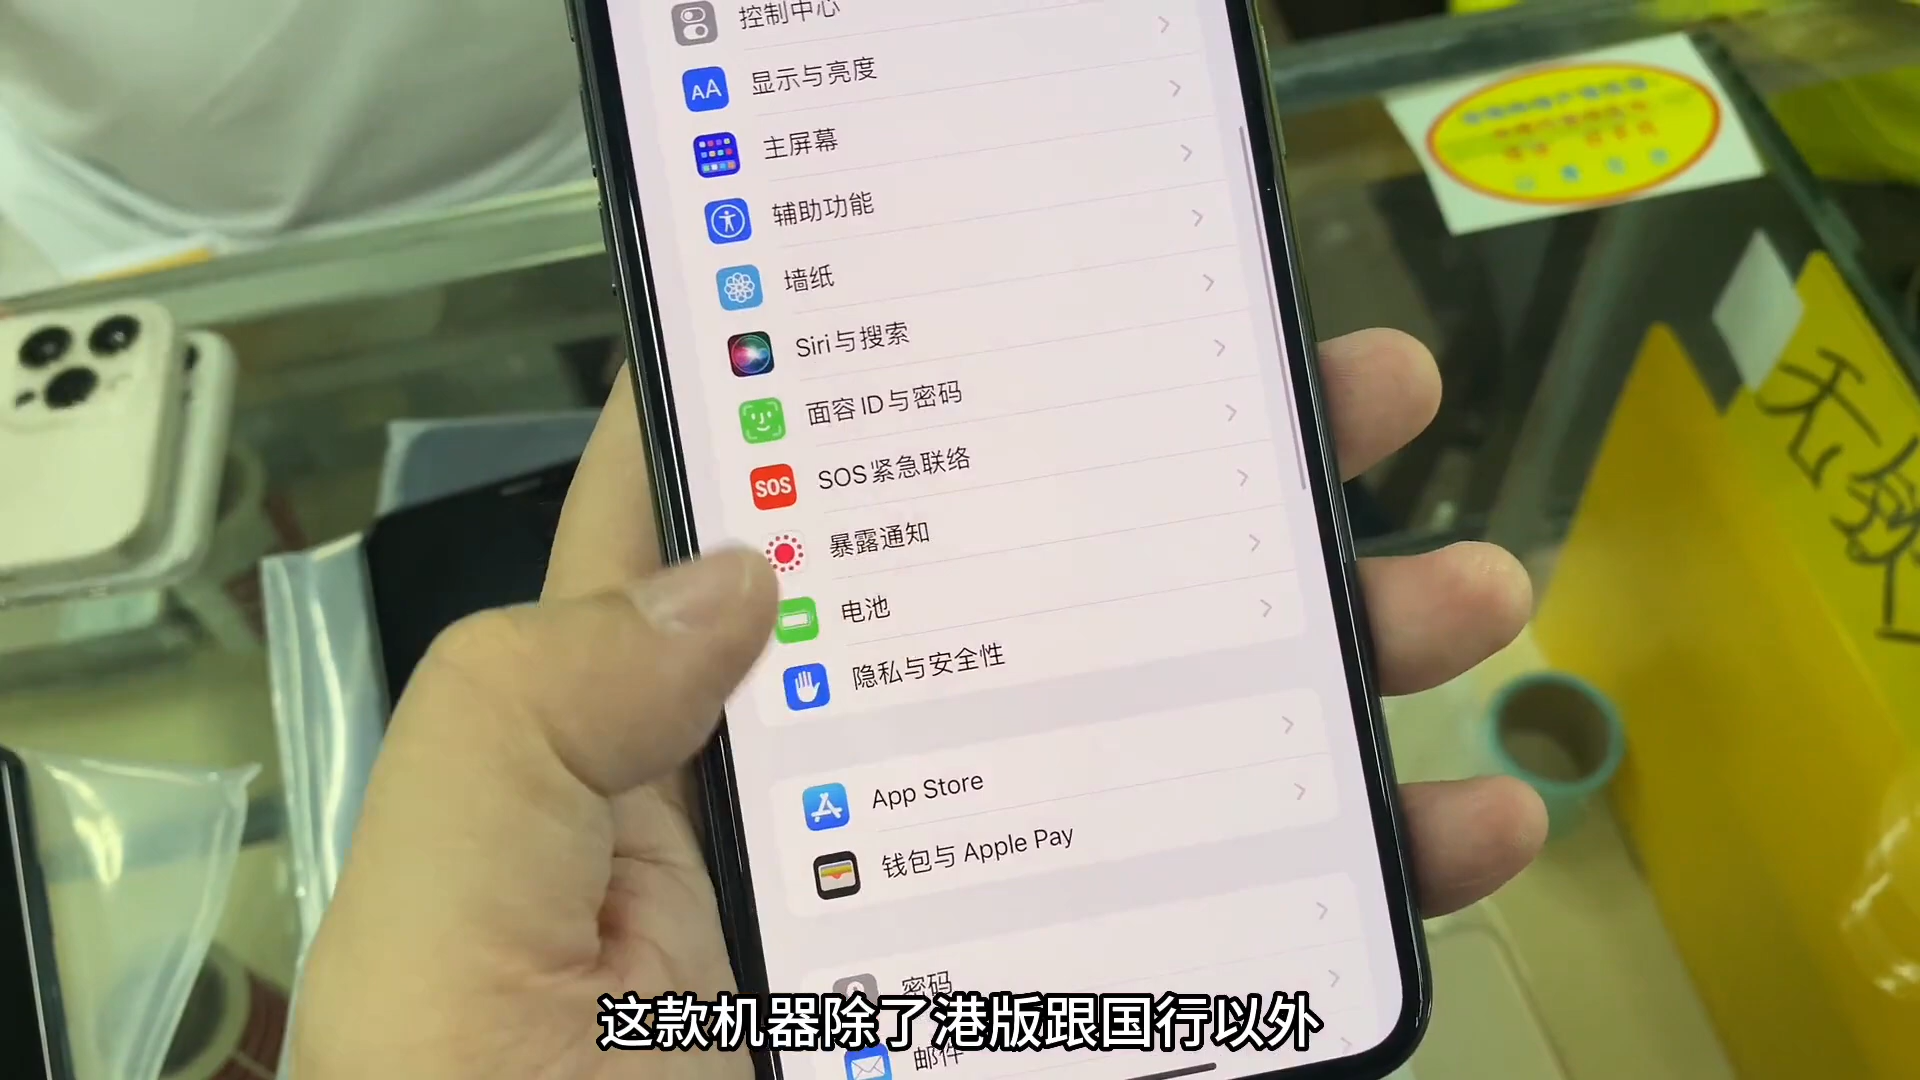 控制中心
AA
显示与亮度
主屏幕
辅助功能
墙纸
Siri与搜索
面容ID与密码
SOS
SOS紧急联络
暴露通知
电池
隐私与安全性
App Store
钱包与 Apple Pay
密码
邮件
无锁
这款机器除了港版跟国行以外